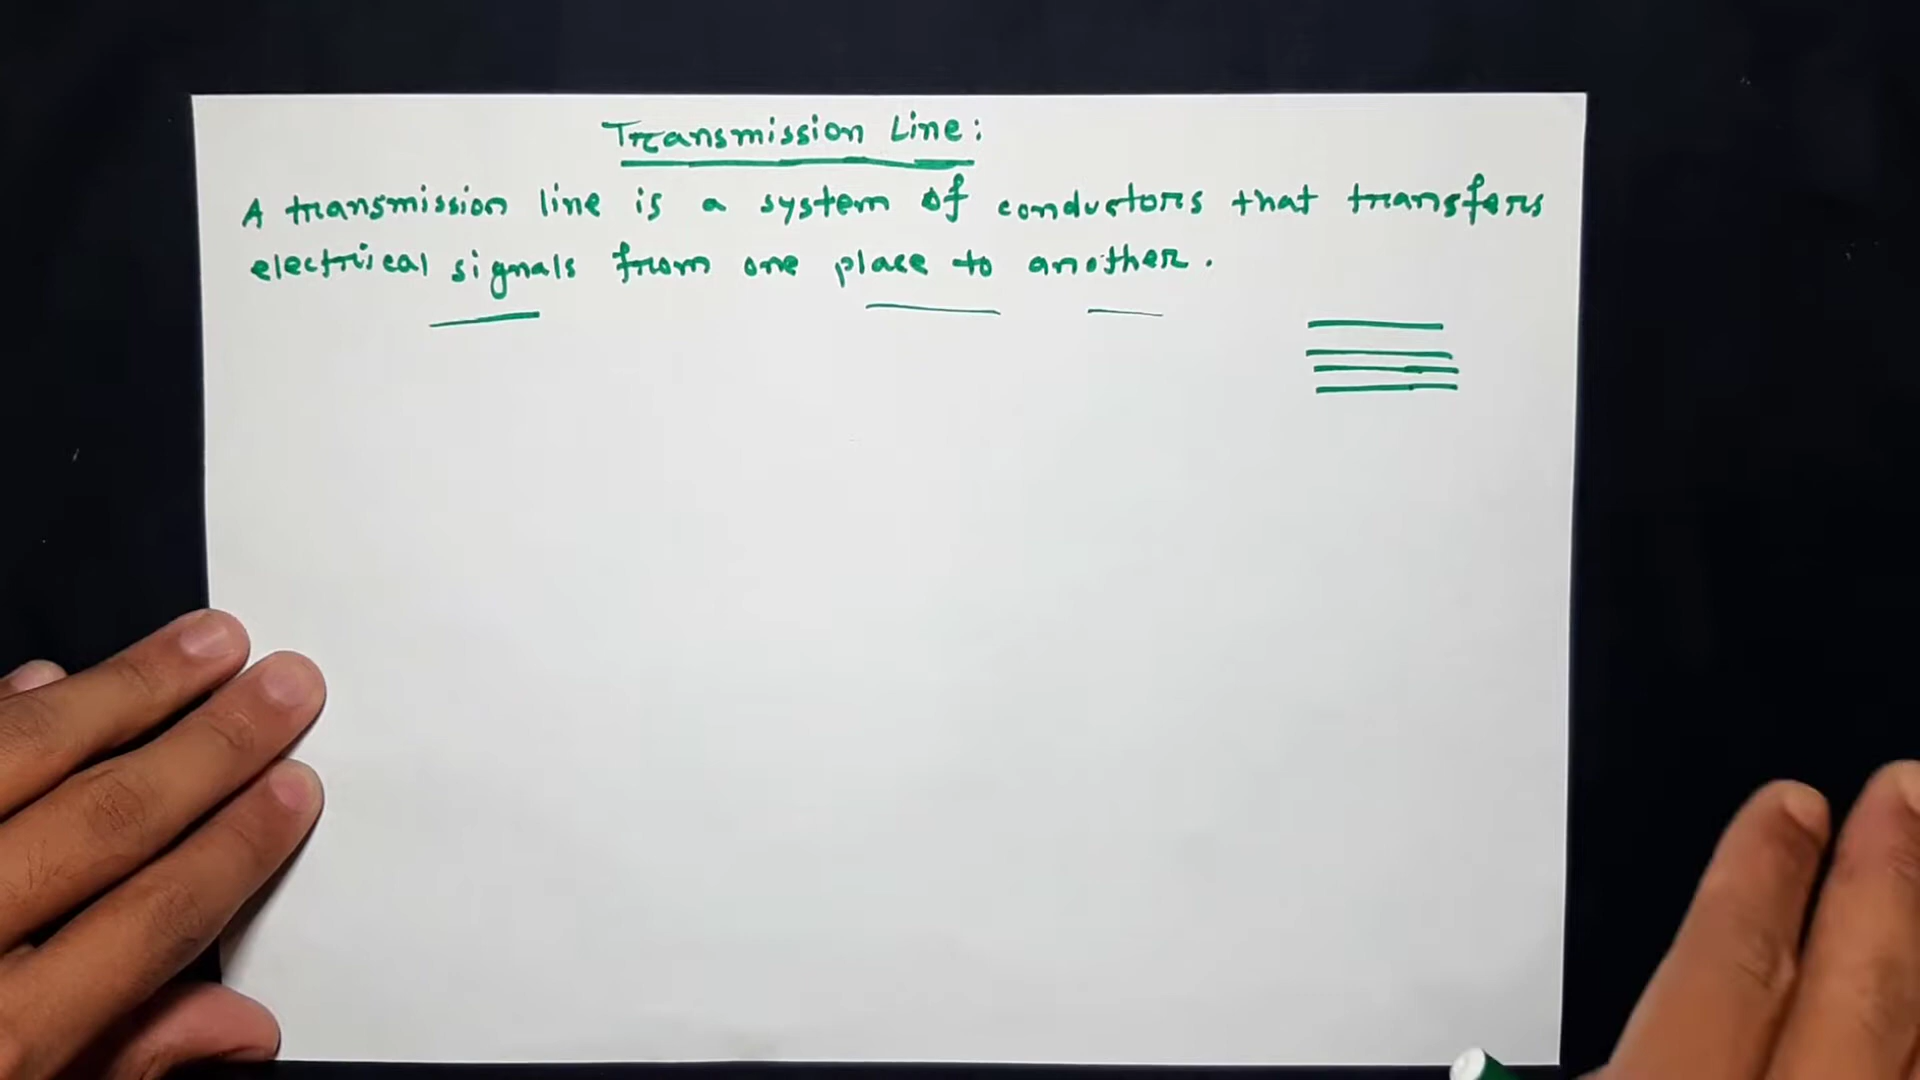 Transmission Line:
A transmission line is a system of conductors that transfers
electrical signals from one place to another.